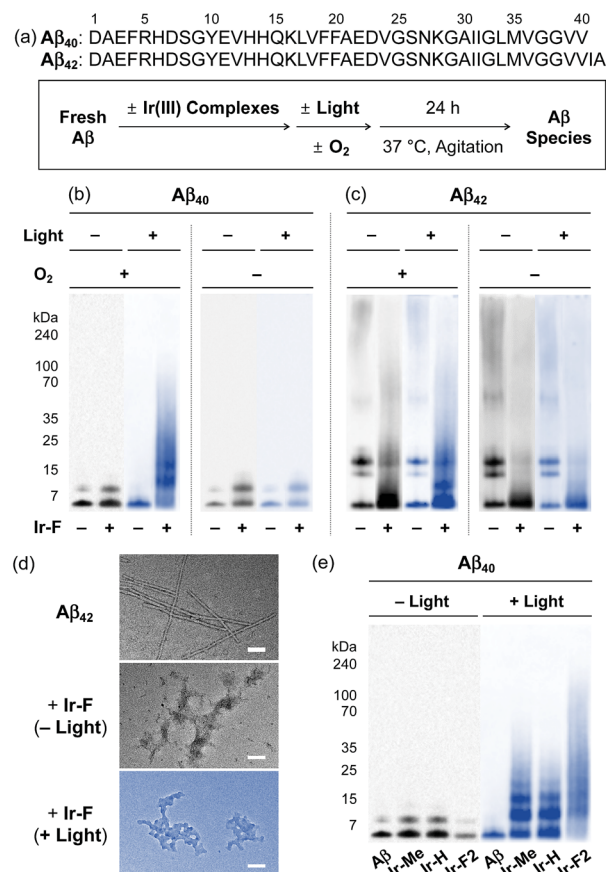 1 5 10 15 20 25 30 35 40
(a) Aβ40: DAEFRHDSGYEVHHQKLVFFAEDVGSNKGAIIGLMVGGVV
Aβ42: DAEFRHDSGYEVHHQKLVFFAEDVGSNKGAIIGLMVGGVVIA
Fresh Aβ
± Ir(III) Complexes
± Light
± O2
24 h
37 °C, Agitation
Aβ Species
(b) Aβ40 (c) Aβ42
Light – + – + – + – +
O2 + – + –
kDa
240
100
70
35
25
15
7
Ir-F – + – + – + – + – + – + – + – +
(d)
Aβ42
+ Ir-F
(– Light)
+ Ir-F
(+ Light)
(e) Aβ40
– Light + Light
kDa
240
100
70
35
25
15
7
Aβ Ir-Me Ir-H Ir-F2 Aβ Ir-Me Ir-H Ir-F2